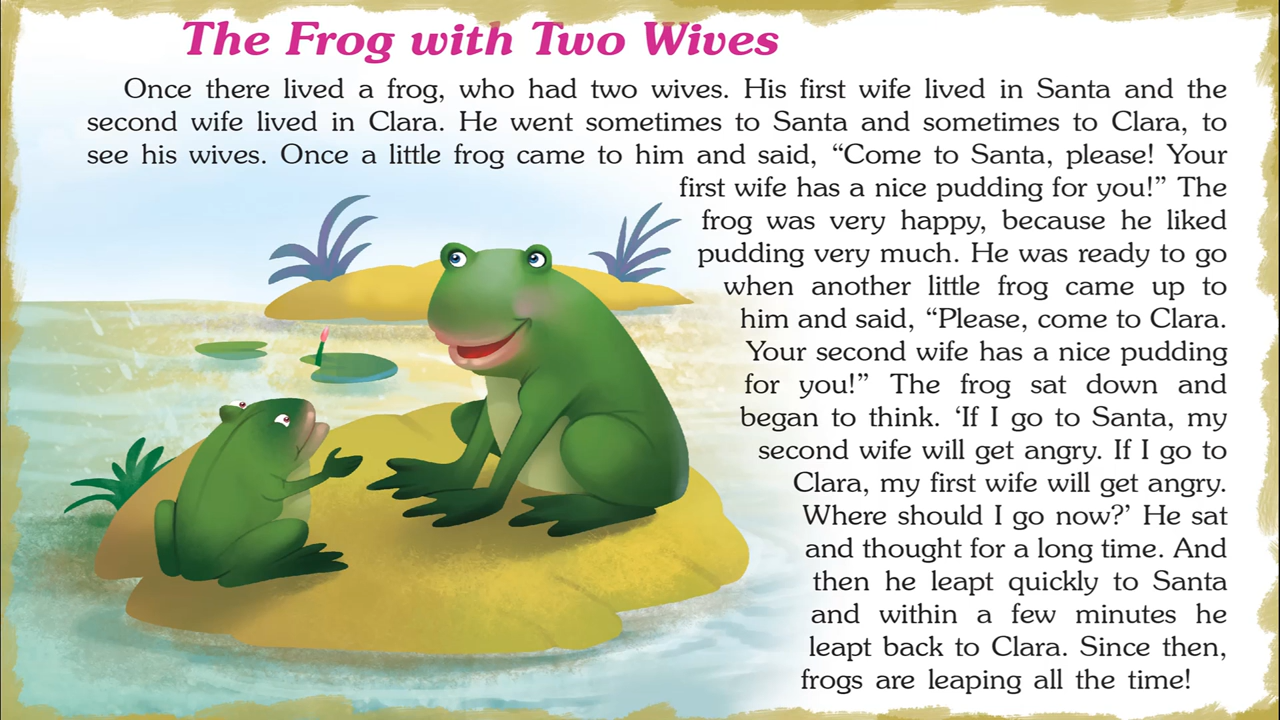 The Frog with Two Wives
Once there lived a frog, who had two wives. His first wife lived in Santa and the
second wife lived in Clara. He went sometimes to Santa and sometimes to Clara, to
see his wives. Once a little frog came to him and said, “Come to Santa, please! Your
first wife has a nice pudding for you!” The
frog was very happy, because he liked
pudding very much. He was ready to go
when another little frog came up to
him and said, “Please, come to Clara.
Your second wife has a nice pudding
for you!” The frog sat down and
began to think. ‘If I go to Santa, my
second wife will get angry. If I go to
Clara, my first wife will get angry.
Where should I go now?’ He sat
and thought for a long time. And
then he leapt quickly to Santa
and within a few minutes he
leapt back to Clara. Since then,
frogs are leaping all the time!